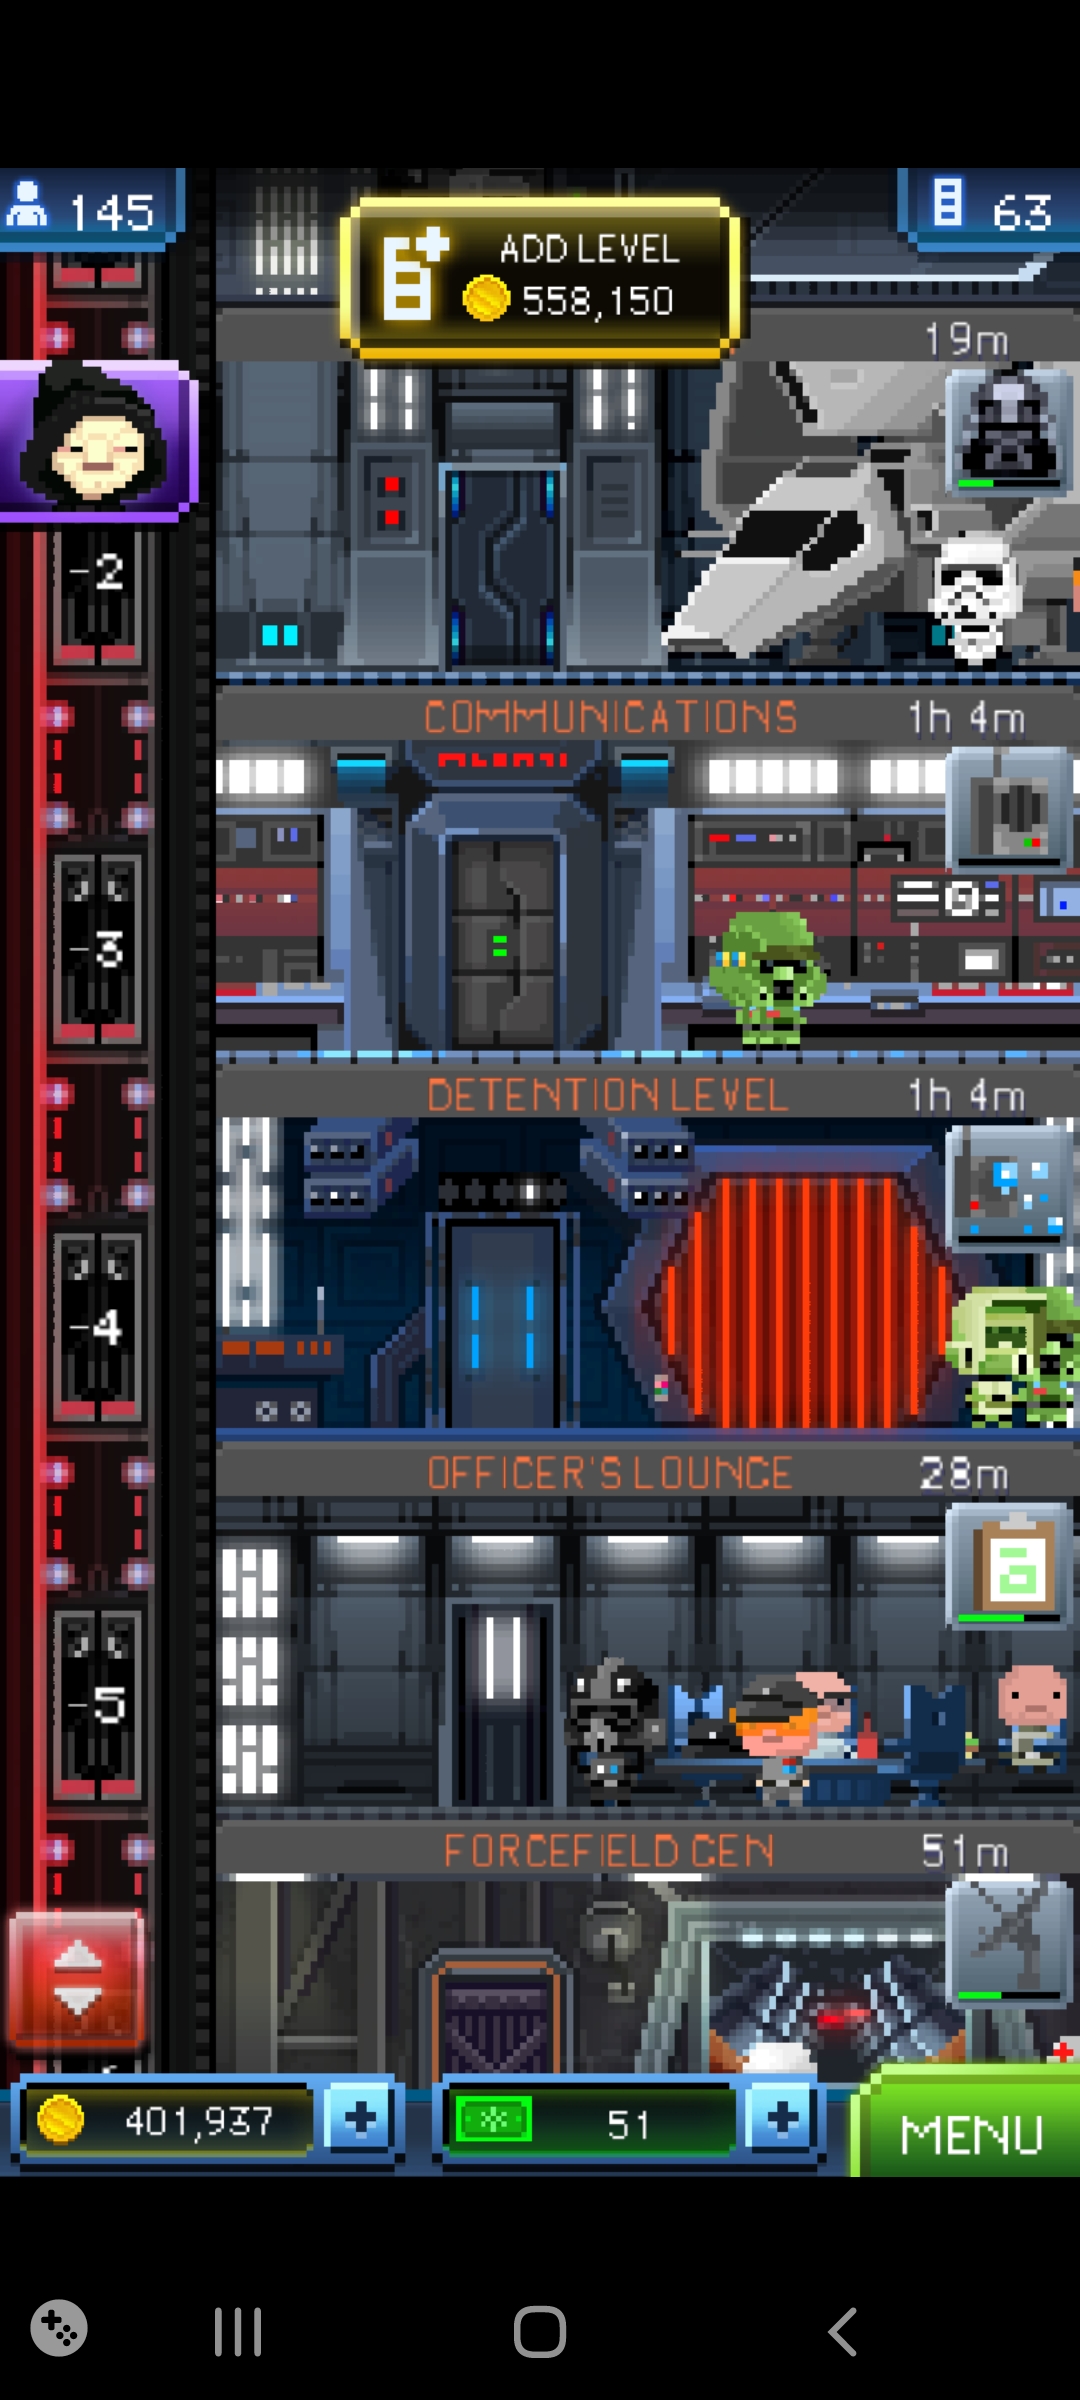 145
ADD LEVEL
558,150
63
19m
-2
COMMUNICATIONS
1h 4m
-3
DETENTION LEVEL
1h 4m
-4
OFFICER'S LOUNGE
28m
-5
FORCEFIELD GEN
51m
401,937
51
MENU